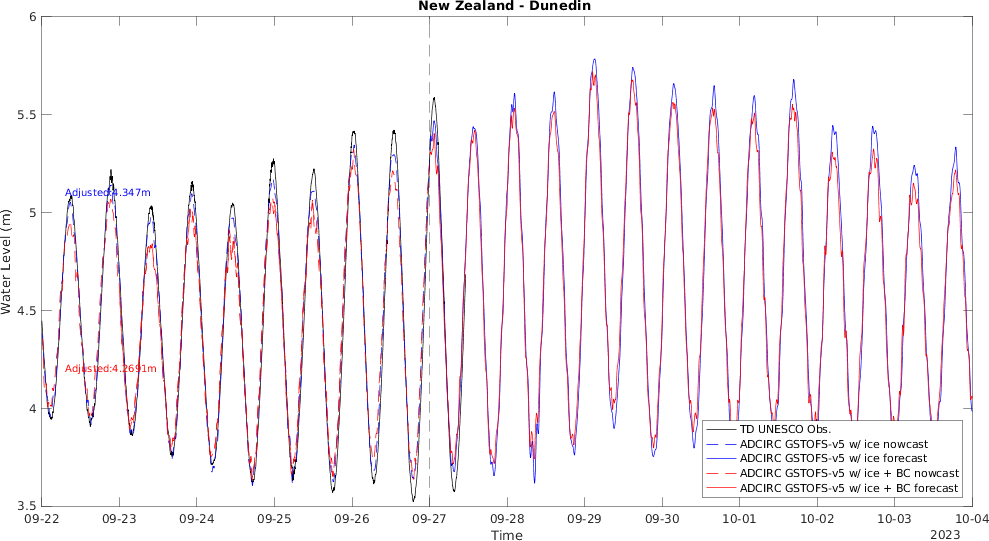 New Zealand - Dunedin
6
5.5
5
4.5
4
3.5
Water Level (m)
Adjusted:4.347m
Adjusted:4.2691m
TD UNESCO Obs.
ADCIRC GSTOFS-v5 w/ ice nowcast
ADCIRC GSTOFS-v5 w/ ice forecast
ADCIRC GSTOFS-v5 w/ ice + BC nowcast
ADCIRC GSTOFS-v5 w/ ice + BC forecast
09-22 09-23 09-24 09-25 09-26 09-27 09-28 09-29 09-30 10-01 10-02 10-03 10-04
Time
2023